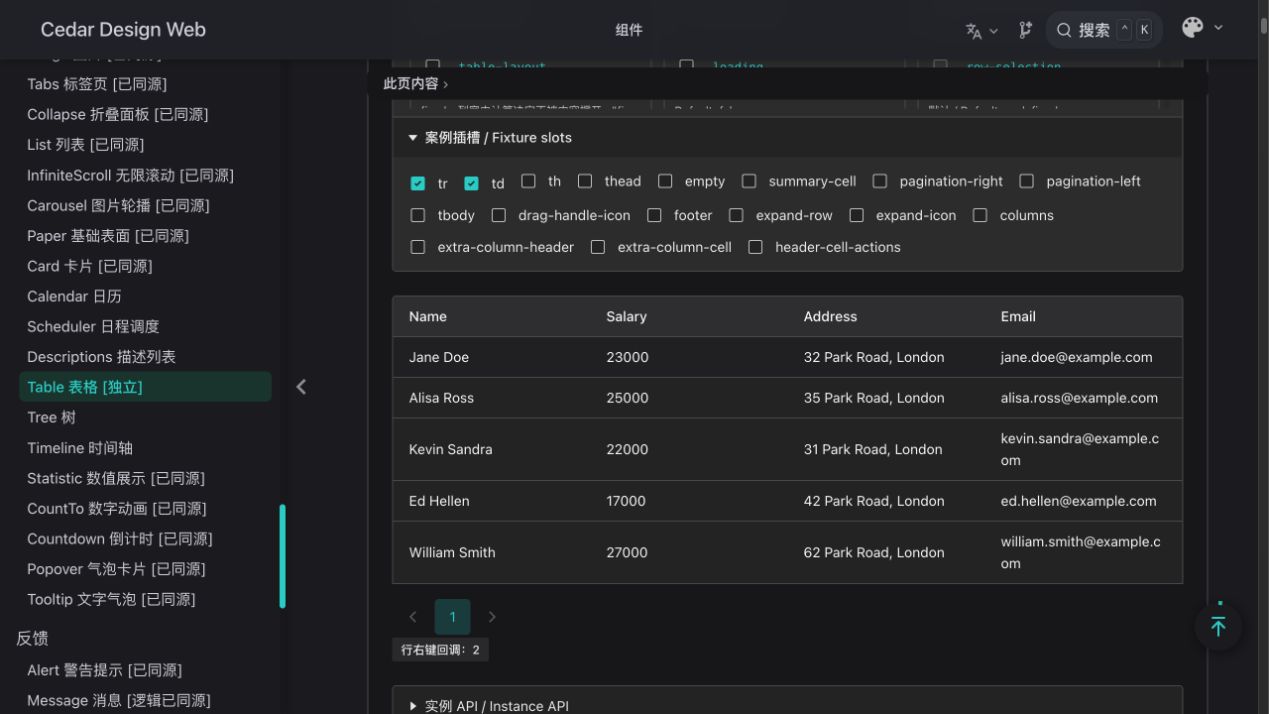 Cedar Design Web
组件
搜索
^
K
Tabs 标签页 [已同源]
Collapse 折叠面板 [已同源]
List 列表 [已同源]
InfiniteScroll 无限滚动 [已同源]
Carousel 图片轮播 [已同源]
Paper 基础表面 [已同源]
Card 卡片 [已同源]
Calendar 日历
Scheduler 日程调度
Descriptions 描述列表
Table 表格 [独立]
Tree 树
Timeline 时间轴
Statistic 数值展示 [已同源]
CountTo 数字动画 [已同源]
Countdown 倒计时 [已同源]
Popover 气泡卡片 [已同源]
Tooltip 文字气泡 [已同源]
反馈
Alert 警告提示 [已同源]
Message 消息 [逻辑已同源]
table-layout
loading
row-selection
此页内容 ›
案例插槽 / Fixture slots
tr td th thead empty summary-cell pagination-right pagination-left
tbody drag-handle-icon footer expand-row expand-icon columns
extra-column-header extra-column-cell header-cell-actions
Name Salary Address Email
Jane Doe 23000 32 Park Road, London jane.doe@example.com
Alisa Ross 25000 35 Park Road, London alisa.ross@example.com
Kevin Sandra 22000 31 Park Road, London kevin.sandra@example.c
om
Ed Hellen 17000 42 Park Road, London ed.hellen@example.com
William Smith 27000 62 Park Road, London william.smith@example.c
om
1
行右键回调：2
实例 API / Instance API